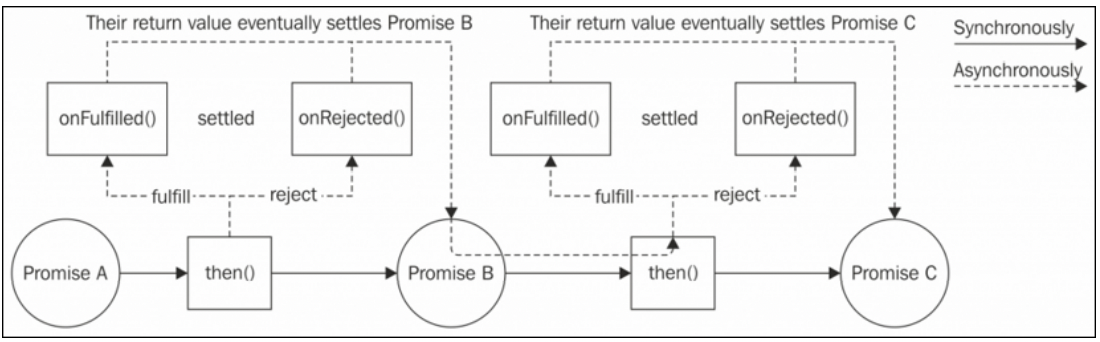 Their return value eventually settles Promise B
Their return value eventually settles Promise C
Synchronously
Asynchronously
onFulfilled()
settled
onRejected()
onFulfilled()
settled
onRejected()
fulfill
reject
fulfill
reject
Promise A
then()
Promise B
then()
Promise C